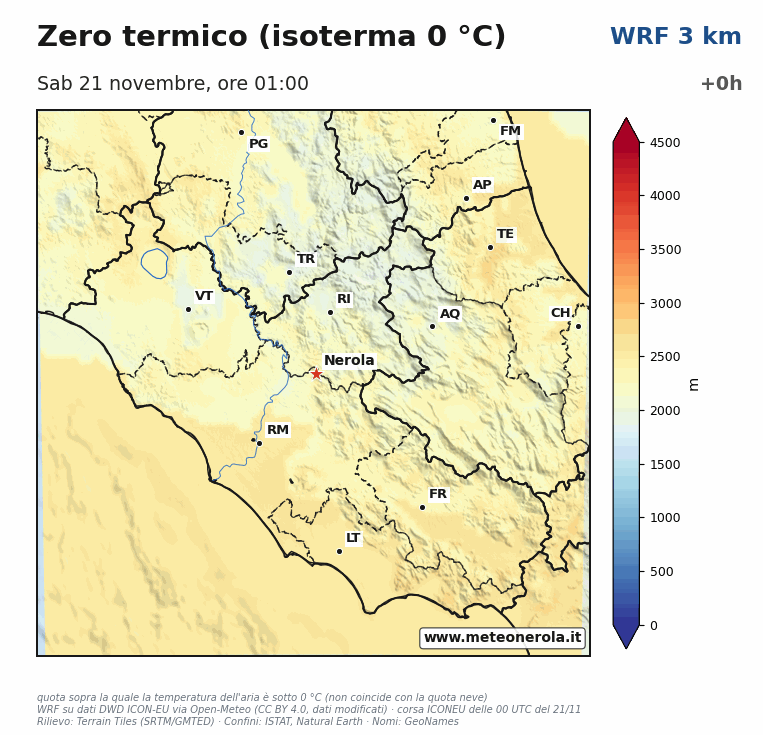 Zero termico (isoterma 0 °C)
WRF 3 km
Sab 21 novembre, ore 01:00
+0h
PG
FM
AP
TE
TR
VT
RI
AQ
CH
Nerola
RM
FR
LT
www.meteonerola.it
4500
4000
3500
3000
2500
2000
1500
1000
500
0
m
quota sopra la quale la temperatura dell'aria è sotto 0 °C (non coincide con la quota neve)
WRF su dati DWD ICON-EU via Open-Meteo (CC BY 4.0, dati modificati) · corsa ICONEU delle 00 UTC del 21/11
Rilievo: Terrain Tiles (SRTM/GMTED) · Confini: ISTAT, Natural Earth · Nomi: GeoNames